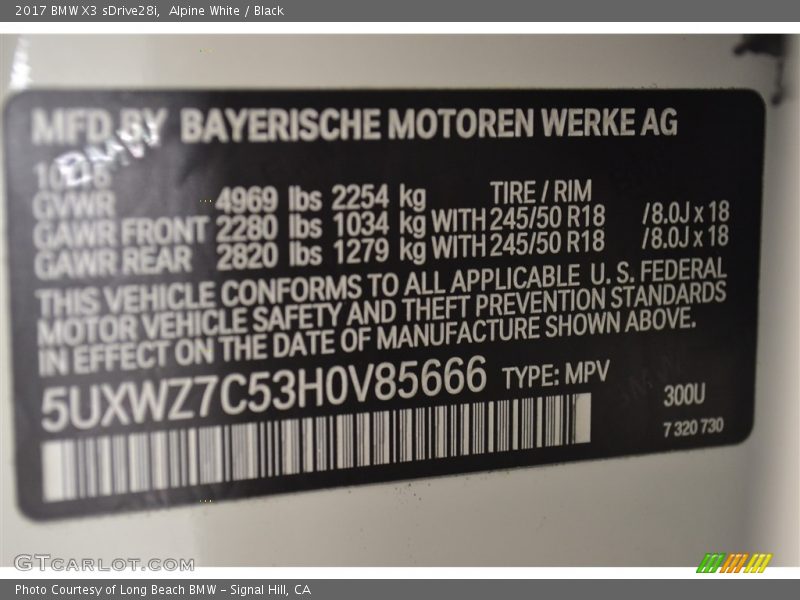 2017 BMW X3 sDrive28i, Alpine White / Black
MFD BY BAYERISCHE MOTOREN WERKE AG
BMW
GVWR 4969 lbs 2254 kg TIRE / RIM
GAWR FRONT 2280 lbs 1034 kg WITH 245/50 R18 /8.0J x 18
GAWR REAR 2820 lbs 1279 kg WITH 245/50 R18 /8.0J x 18
THIS VEHICLE CONFORMS TO ALL APPLICABLE U. S. FEDERAL
MOTOR VEHICLE SAFETY AND THEFT PREVENTION STANDARDS
IN EFFECT ON THE DATE OF MANUFACTURE SHOWN ABOVE.
5UXWZ7C53H0V85666 TYPE: MPV
300U
7 320 730
GTCARLOT.COM
Photo Courtesy of Long Beach BMW - Signal Hill, CA